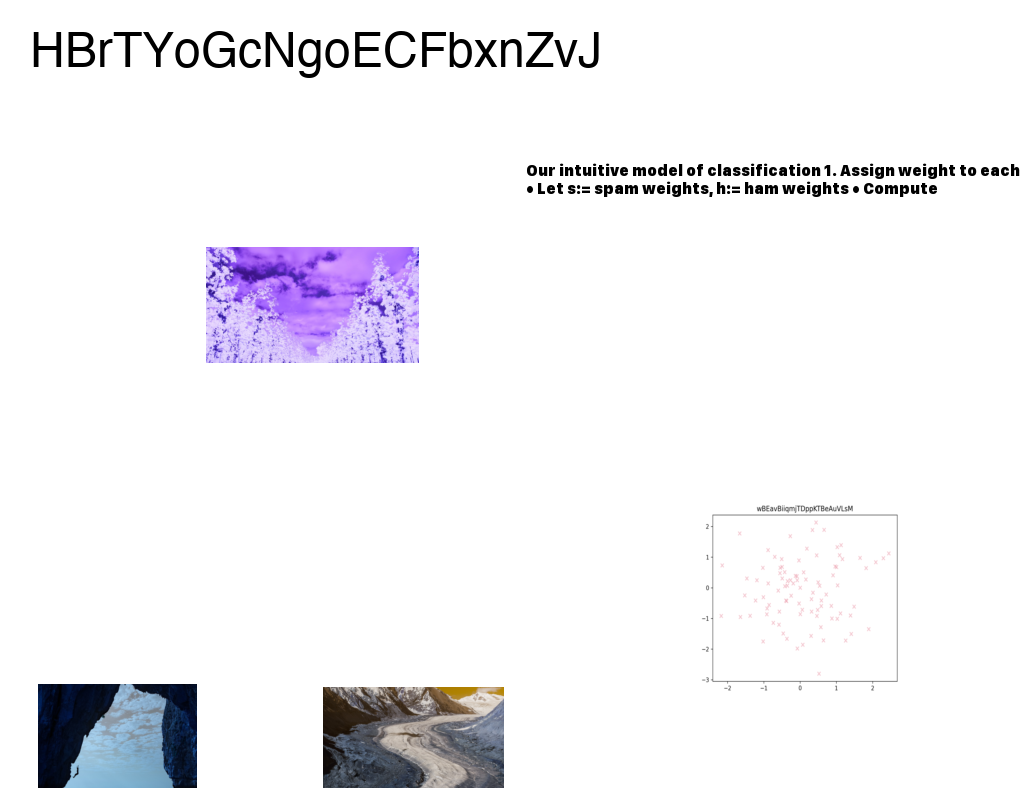 HBrTYoGcNgoECFbxnZvJ
Our intuitive model of classification 1. Assign weight to each
• Let s:= spam weights, h:= ham weights • Compute
wBEavBiiqmjTDppKTBeAuVLsM
2
1
0
−1
−2
−3
−2 −1 0 1 2